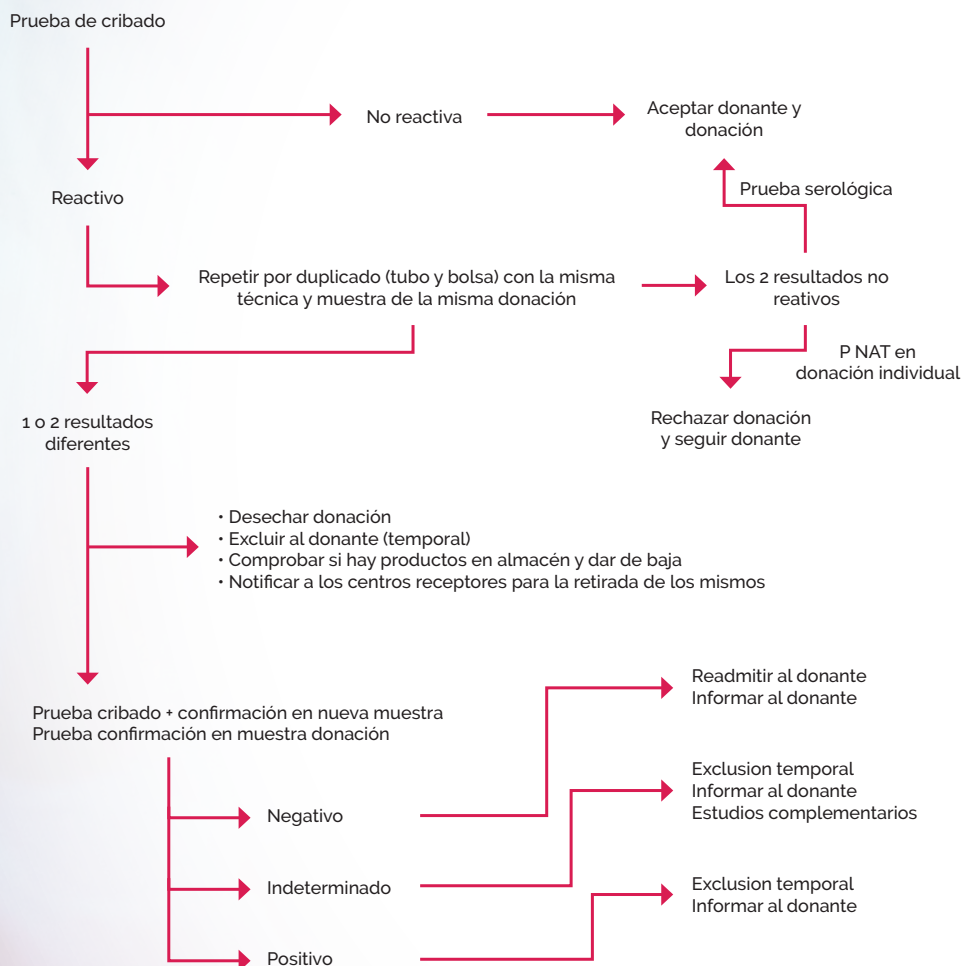 Prueba de cribado
No reactiva
Aceptar donante y
donación
Reactivo
Prueba serológica
Repetir por duplicado (tubo y bolsa) con la misma
técnica y muestra de la misma donación
Los 2 resultados no
reativos
P NAT en
donación individual
Rechazar donación
y seguir donante
1 o 2 resultados
diferentes
• Desechar donación
• Excluir al donante (temporal)
• Comprobar si hay productos en almacén y dar de baja
• Notificar a los centros receptores para la retirada de los mismos
Prueba cribado + confirmación en nueva muestra
Prueba confirmación en muestra donación
Readmitir al donante
Informar al donante
Negativo
Exclusion temporal
Informar al donante
Estudios complementarios
Indeterminado
Exclusion temporal
Informar al donante
Positivo